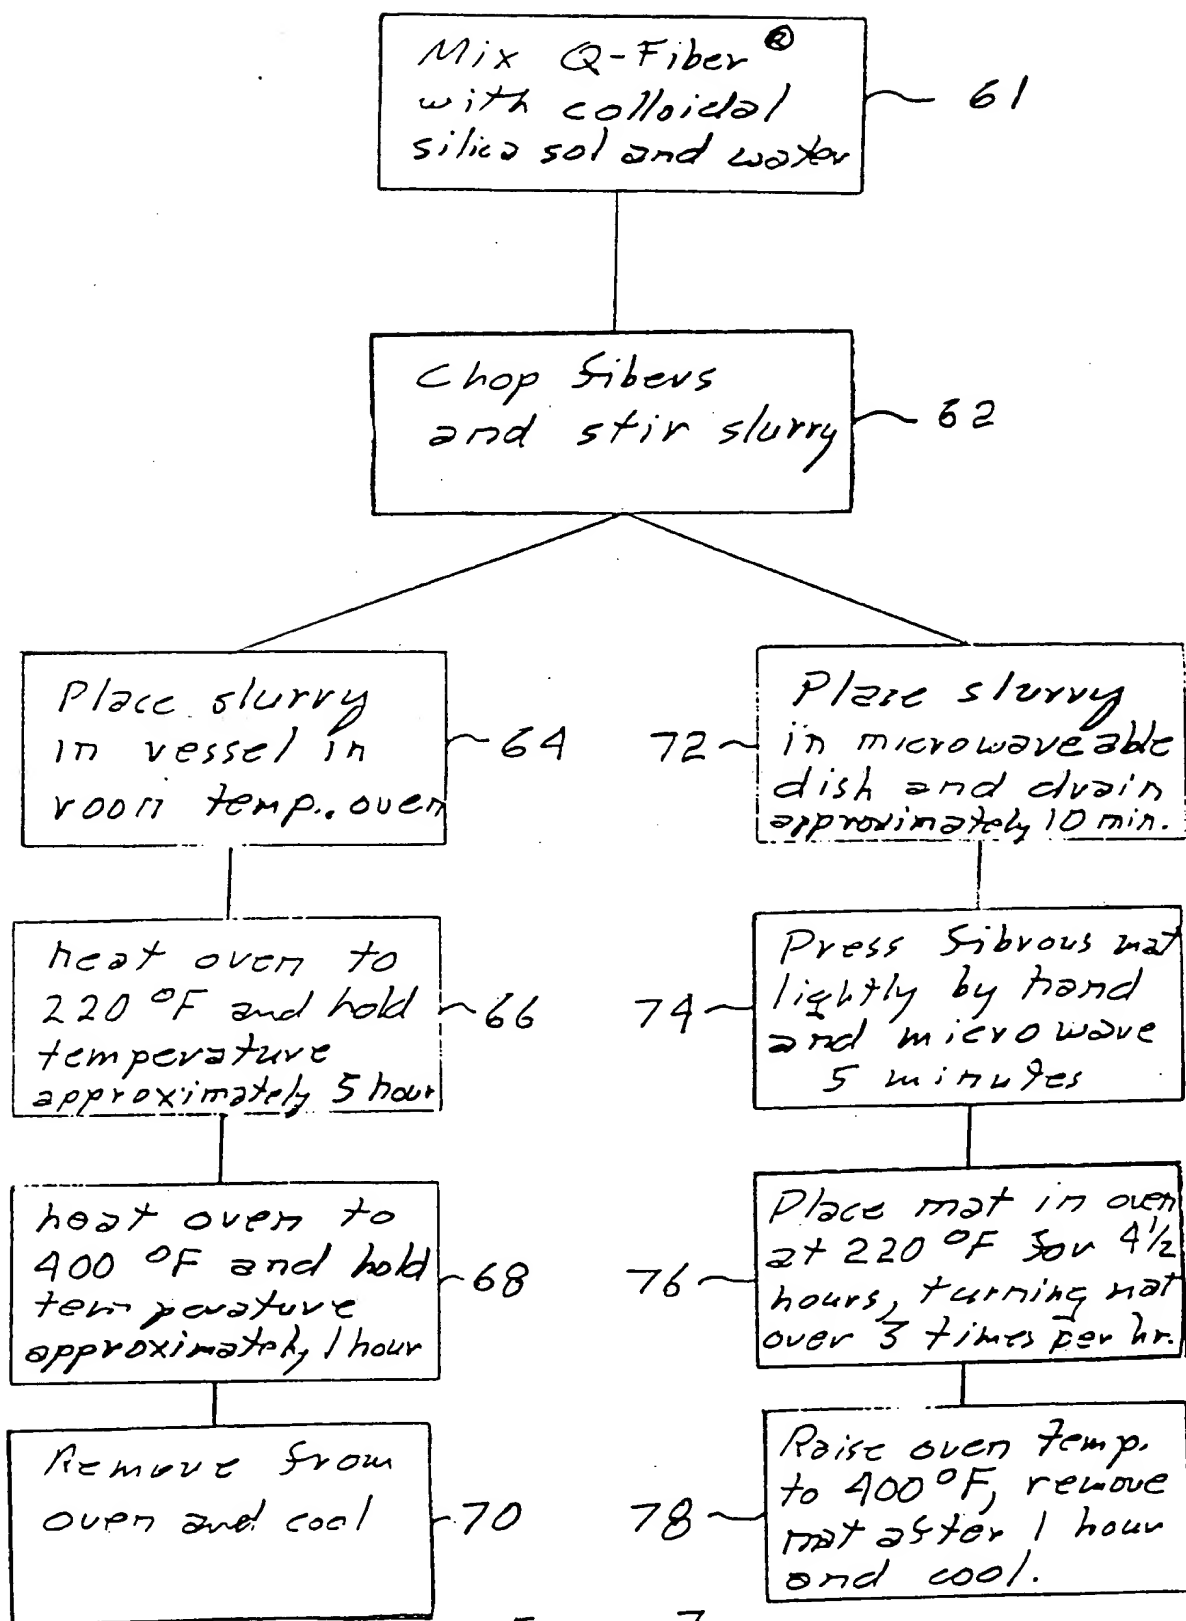 Mix Q-Fiber®
with colloidal
silica sol and water
61
Chop fibers
and stir slurry
62
Place slurry
in vessel in
room temp. oven
64
heat oven to
220 °F and hold
temperature
approximately 5 hour
66
heat oven to
400 °F and hold
temperature
approximately 1 hour
68
Remove from
oven and cool
70
72
Place slurry
in microwaveable
dish and drain
approximately 10 min.
74
Press fibrous mat
lightly by hand
and microwave
5 minutes
76
Place mat in oven
at 220 °F for 4 1/2
hours, turning mat
over 3 times per hr.
78
Raise oven temp.
to 400 °F, remove
mat after 1 hour
and cool.